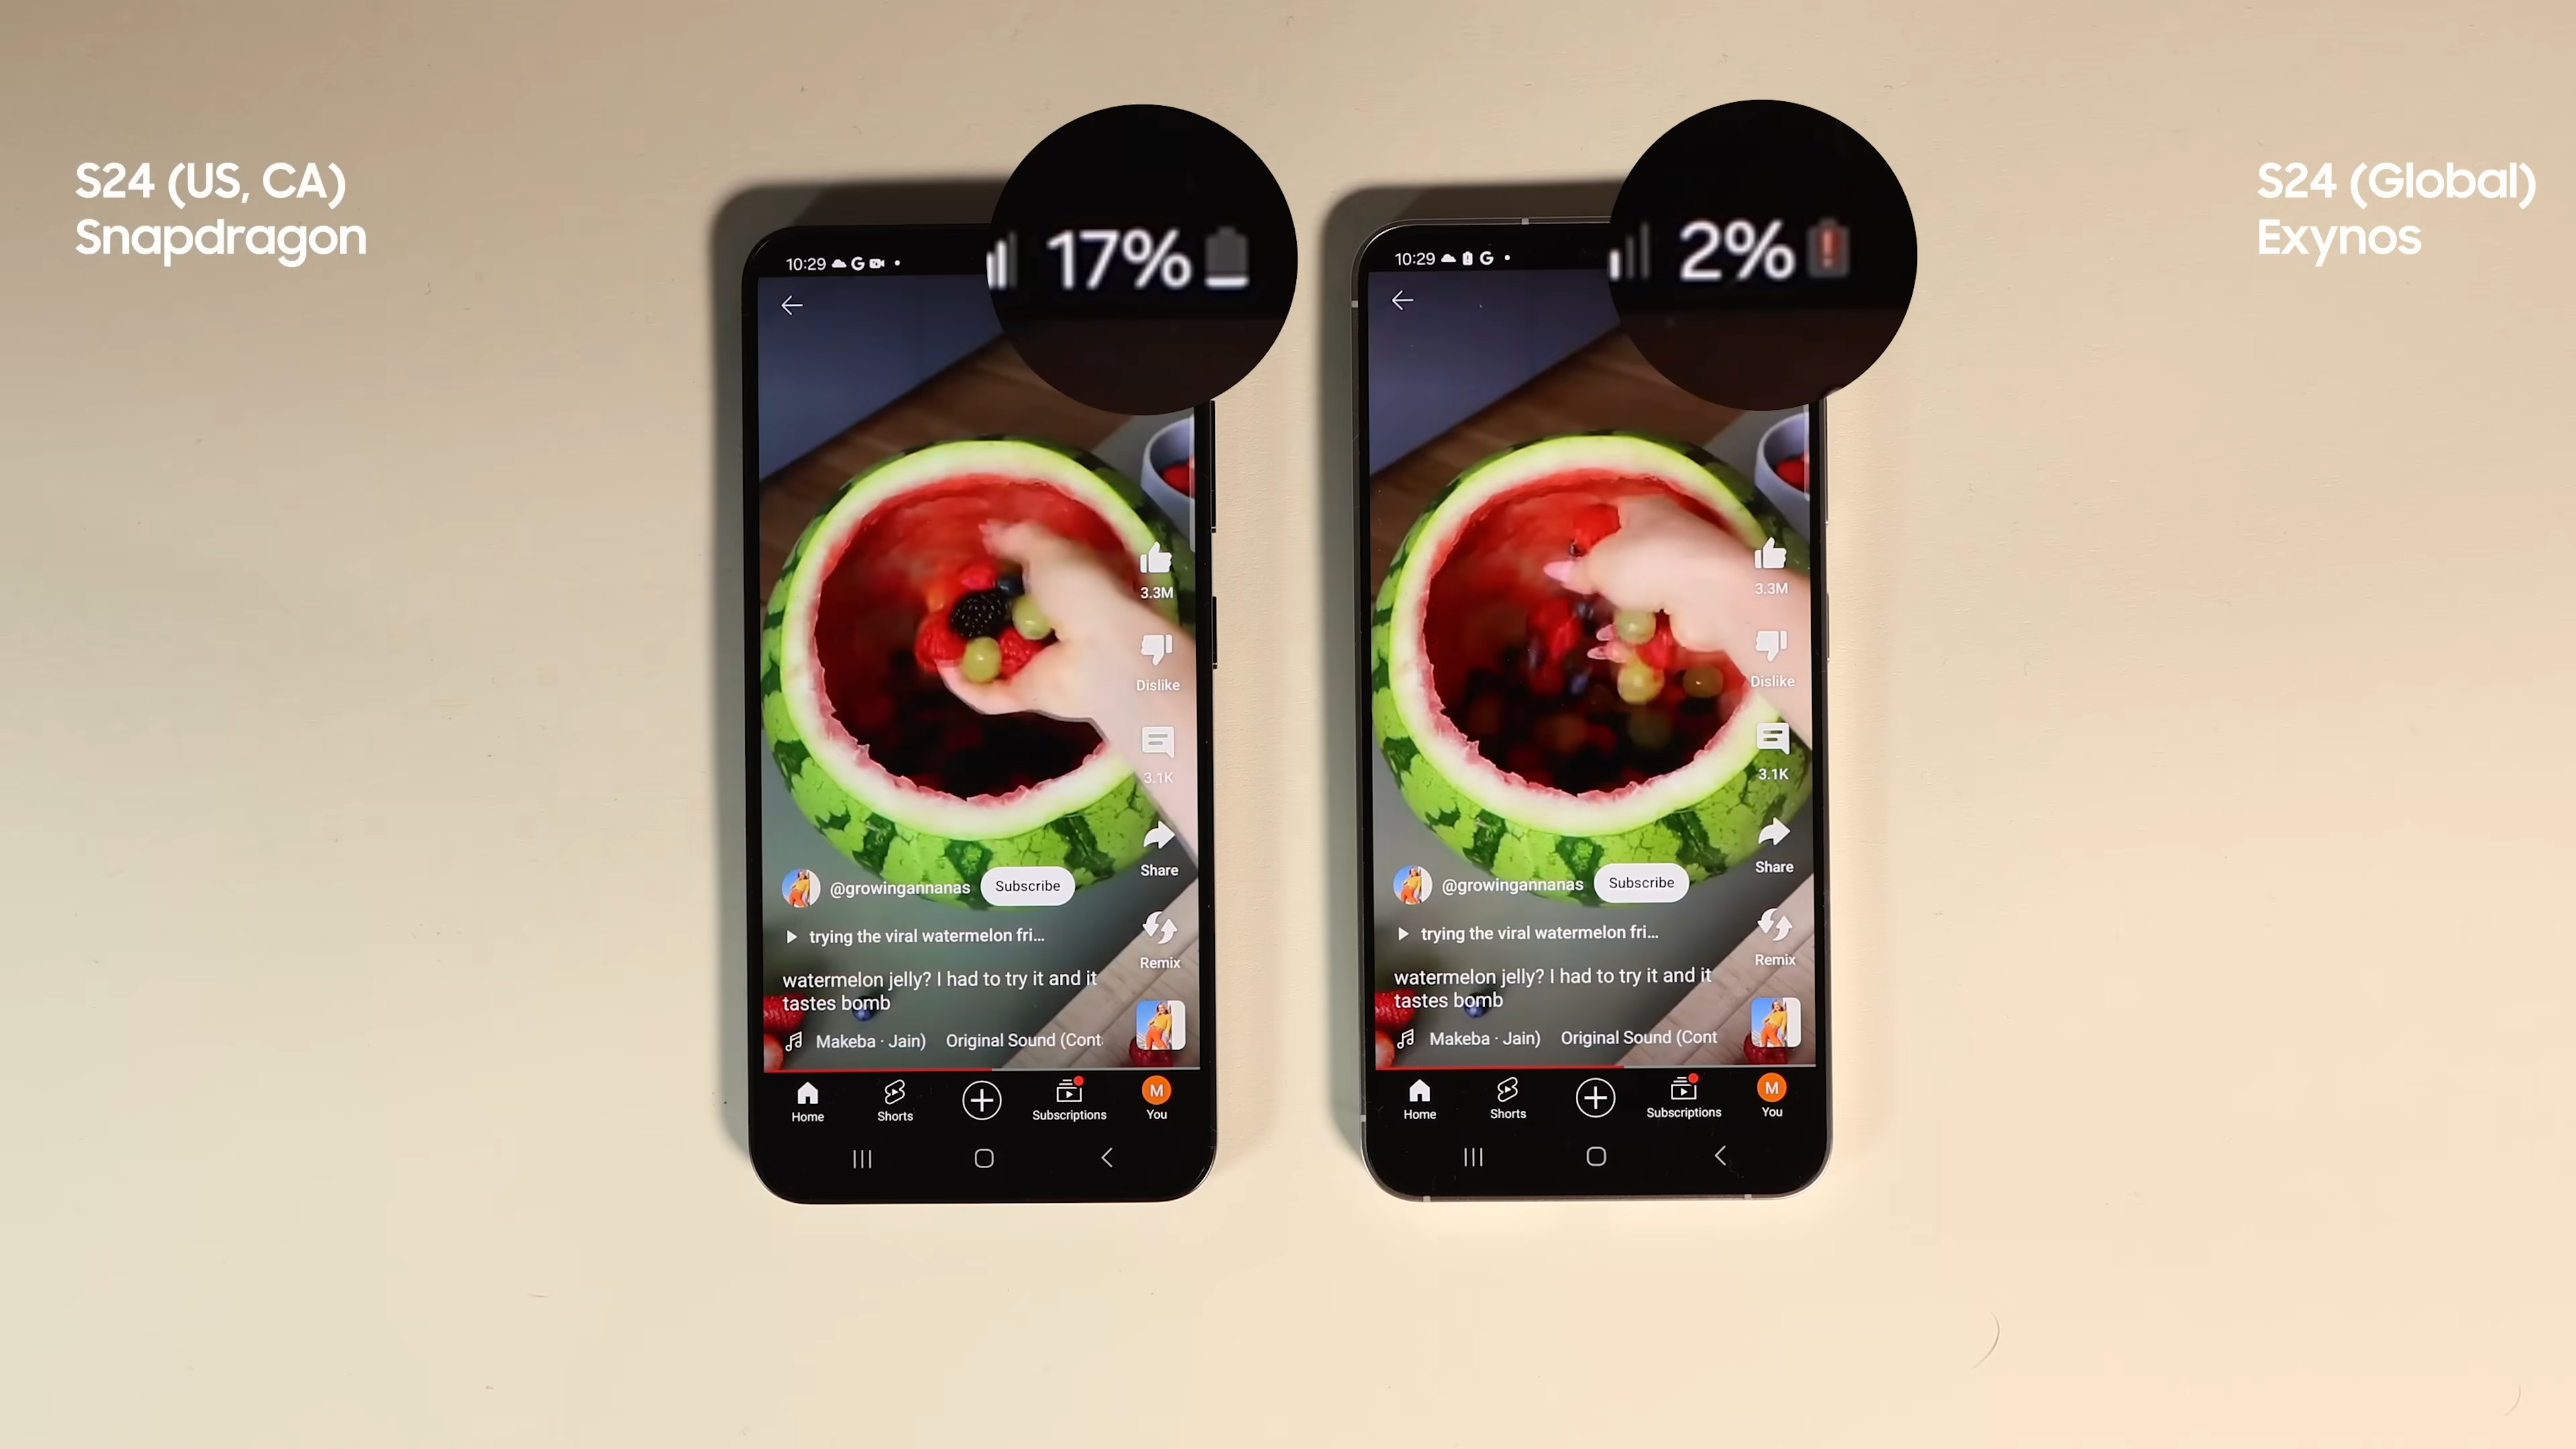 S24 (US, CA)
Snapdragon
S24 (Global)
Exynos
10:29
17%
3.3M
Dislike
3.1K
Share
@growingannanas
Subscribe
trying the viral watermelon fri...
Remix
watermelon jelly? I had to try it and it
tastes bomb
Makeba · Jain) Original Sound (Cont
Home
Shorts
Subscriptions
M
You
10:29
2%
3.3M
Dislike
3.1K
Share
@growingannanas
Subscribe
trying the viral watermelon fri...
Remix
watermelon jelly? I had to try it and it
tastes bomb
Makeba · Jain) Original Sound (Cont
Home
Shorts
Subscriptions
M
You